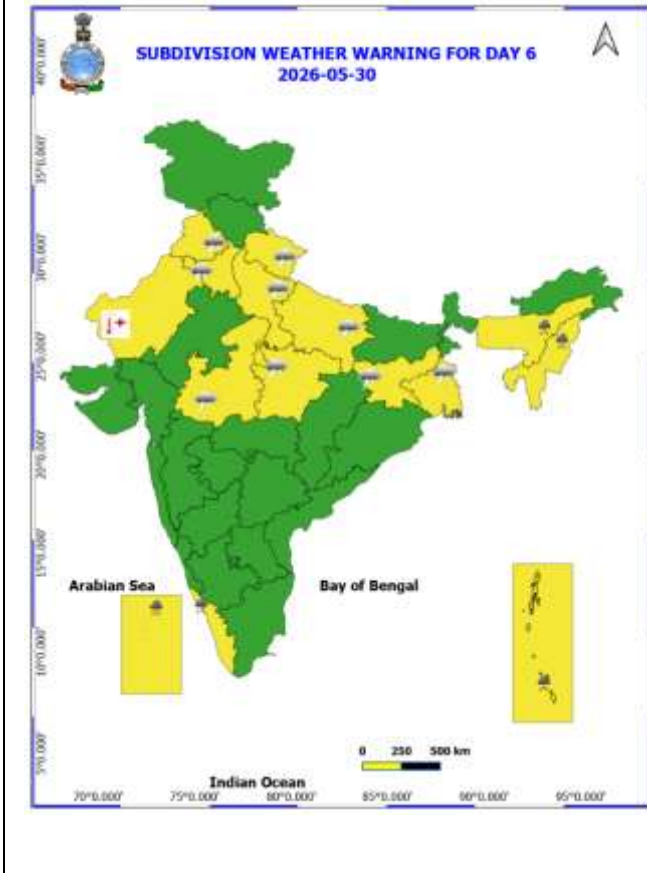 SUBDIVISION WEATHER WARNING FOR DAY 6
2026-05-30
40°0.000'
35°0.000'
30°0.000'
25°0.000'
20°0.000'
15°0.000'
10°0.000'
5°0.000'
Arabian Sea
Bay of Bengal
0 250 500 km
Indian Ocean
70°0.000' 75°0.000' 80°0.000' 85°0.000' 90°0.000' 95°0.000'